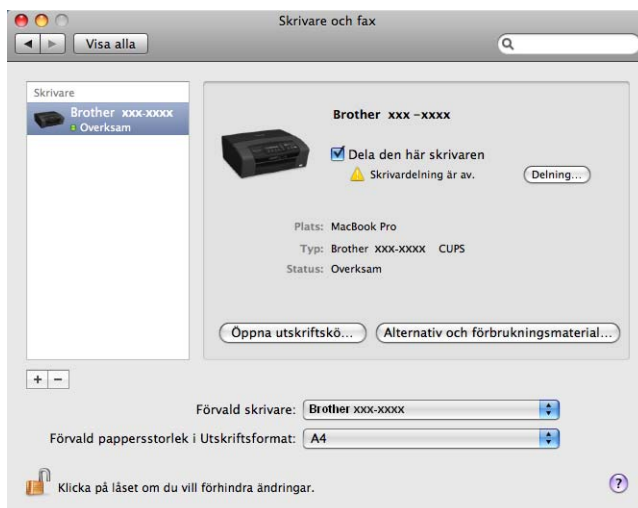 Skrivare och fax
Visa alla
Skrivare
Brother xxx-xxxx
Overksam
Brother xxx-xxxx
Dela den här skrivaren
Skrivardelning är av.
Delning...
Plats: MacBook Pro
Typ: Brother xxx-xxxx CUPS
Status: Overksam
Öppna utskriftskö...
Alternativ och förbrukningsmaterial...
+ −
Förvald skrivare: Brother xxx-xxxx
Förvald pappersstorlek i Utskriftsformat: A4
Klicka på låset om du vill förhindra ändringar.
?